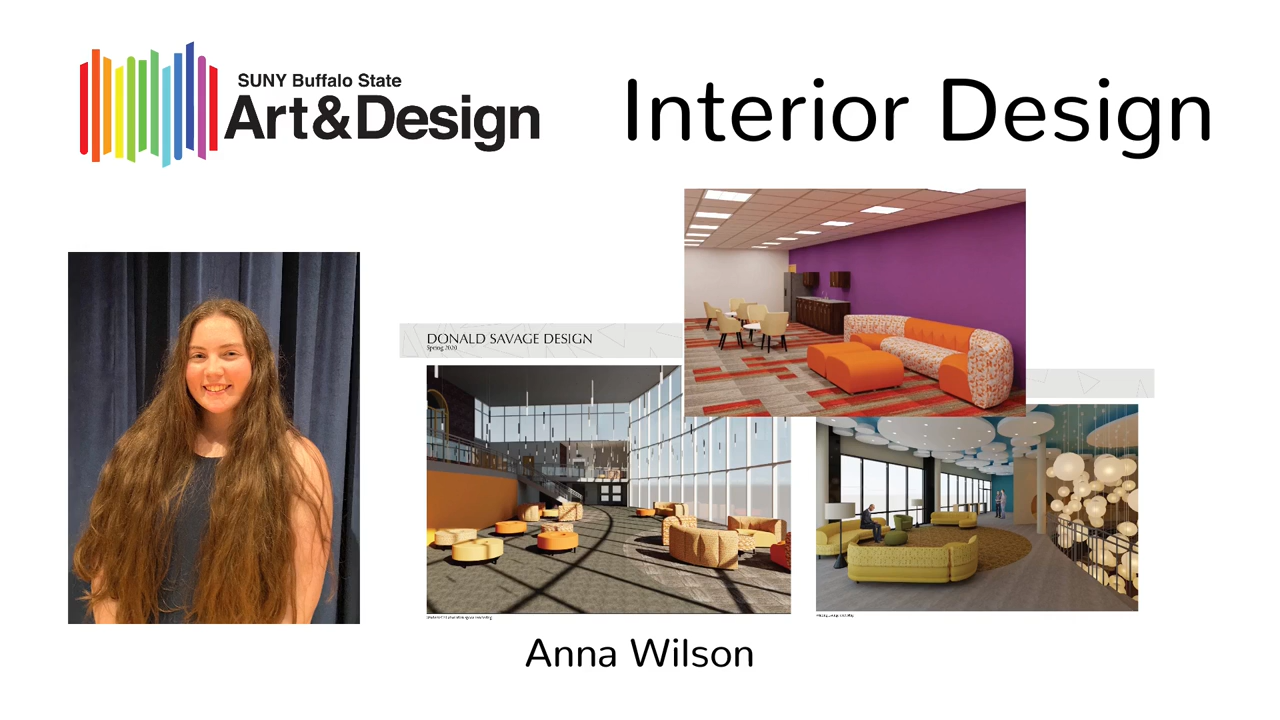 SUNY Buffalo State
Art&Design
Interior Design
DONALD SAVAGE DESIGN
Spring 2020
Anna Wilson